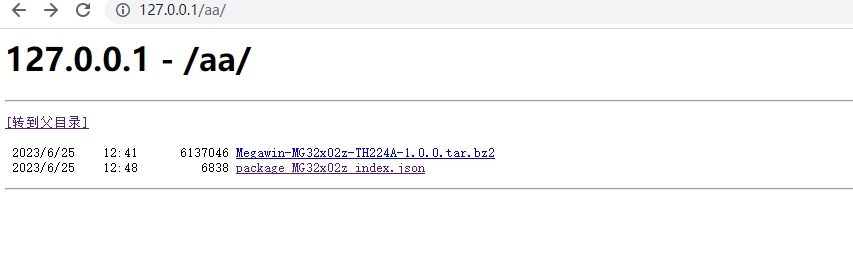 127.0.0.1/aa/
127.0.0.1 - /aa/
[转到父目录]
2023/6/25 12:41 6137046 Megawin-MG32x02z-TH224A-1.0.0.tar.bz2
2023/6/25 12:48 6838 package_MG32x02z_index.json